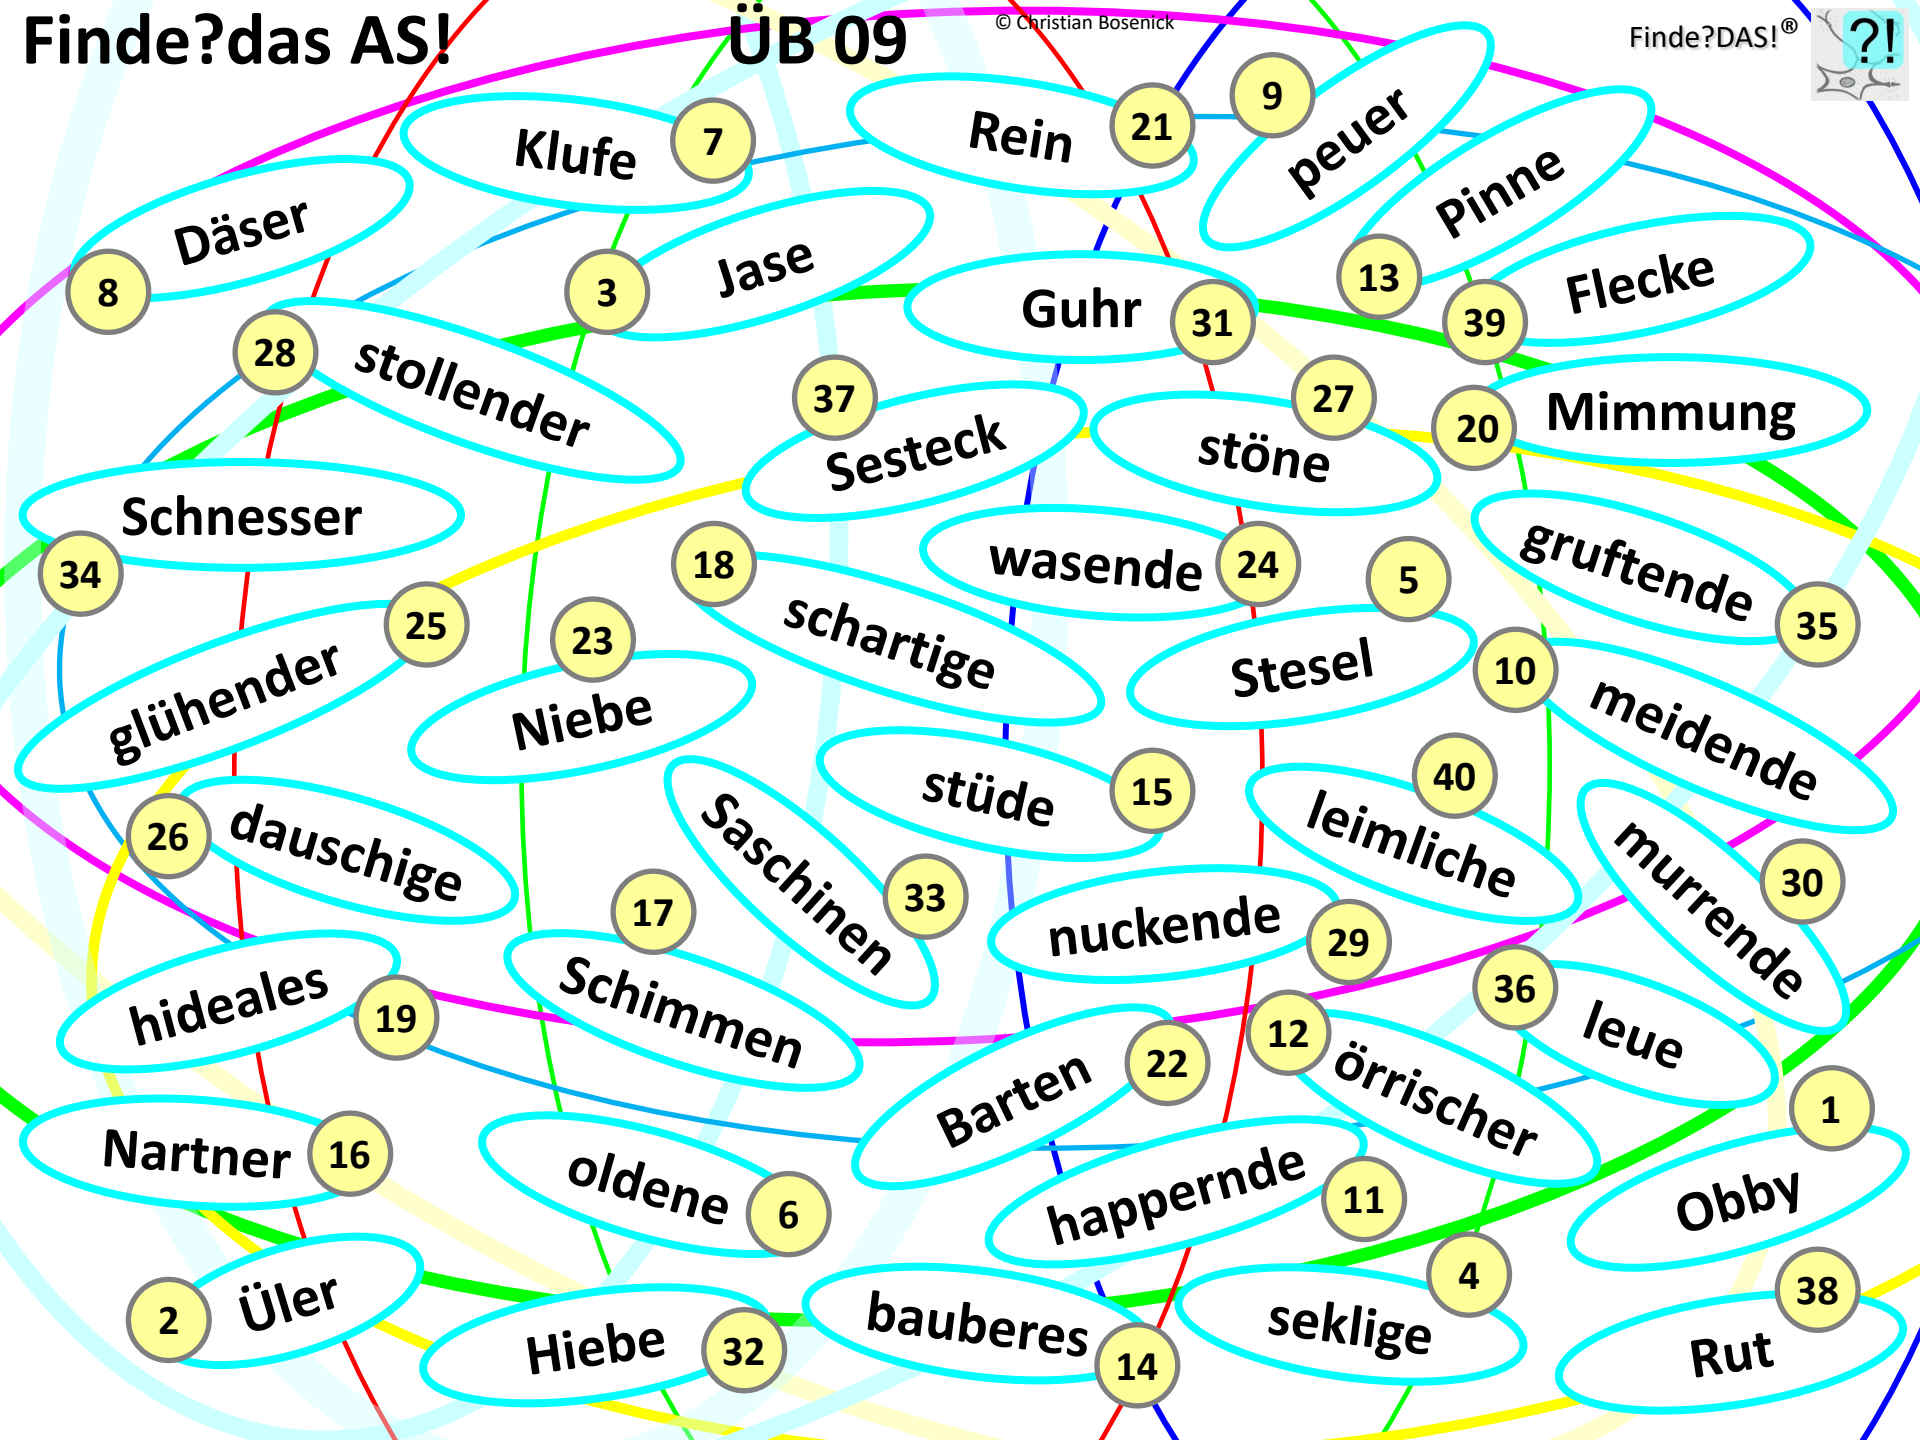 Finde?das AS!
ÜB 09
© Christian Bosenick
Finde?DAS!®
?!
Klufe 7
Rein 21
9 peuer
Pinne 13
Däser 8
3 Jase
Guhr 31
39 Flecke
28 stollender
37 Sesteck
27 stöne
20 Mimmung
Schnesser 34
18 schartige
wasende 24
5 Stesel
gruftende 35
glühender 25
23 Niebe
10 meidende
26 dauschige
Saschinen 33
stüde 15
40 leimliche
murrende 30
hideales 19
17 Schimmen
nuckende 29
36 leue
Barten 22
12 örrischer
Nartner 16
oldene 6
happernde 11
1 Obby
2 Üler
Hiebe 32
bauberes 14
seklige 4
38 Rut